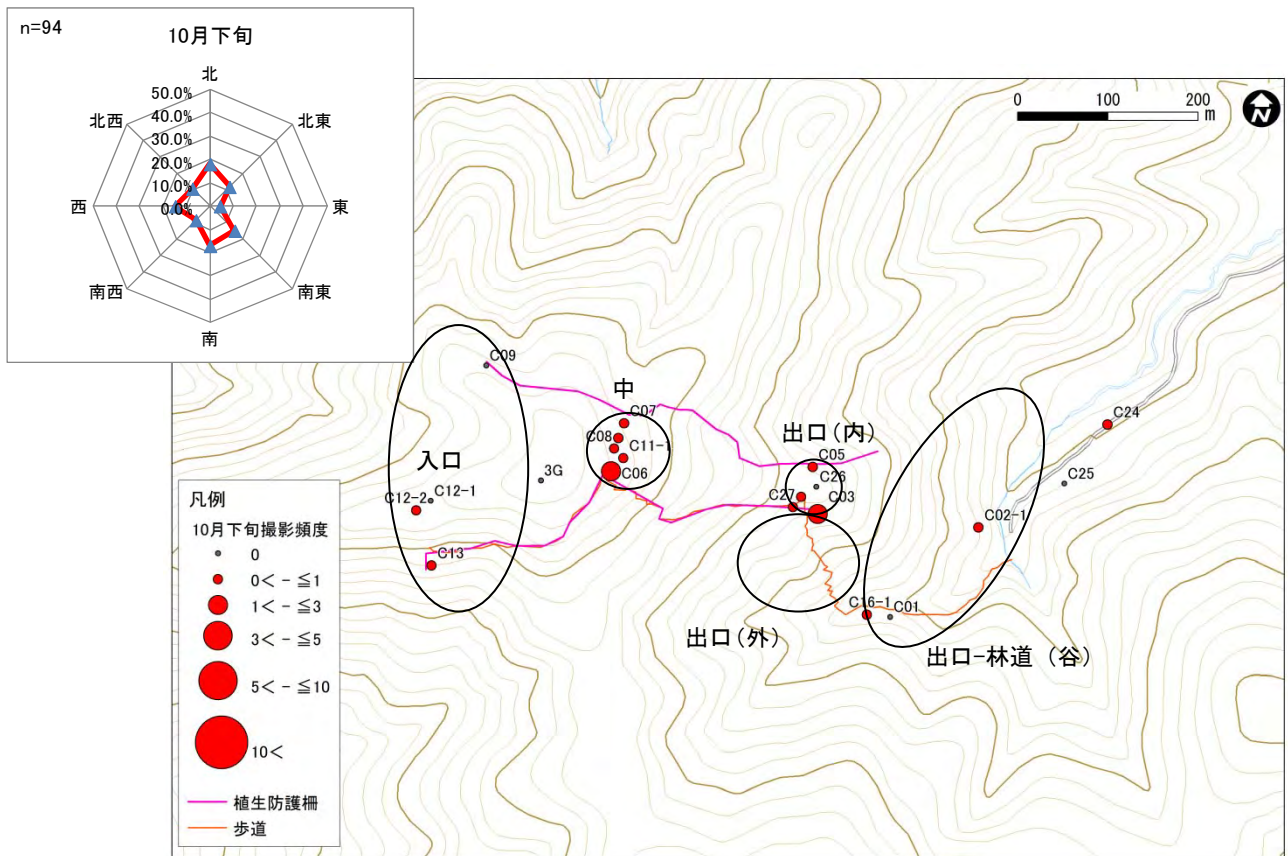 n=94
10月下旬
北
50.0%
40.0%
30.0%
20.0%
10.0%
0.0%
北東
東
南東
南
南西
西
北西
0 100 200
m
N
C09
中
C07
C08
C11-1
C06
3G
入口
C12-2
C12-1
C13
出口(内)
C05
C26
C27
C03
C24
C25
C02-1
C16-1
C01
出口(外)
出口-林道(谷)
凡例
10月下旬撮影頻度
0
0< - ≦1
1< - ≦3
3< - ≦5
5< - ≦10
10<
植生防護柵
歩道